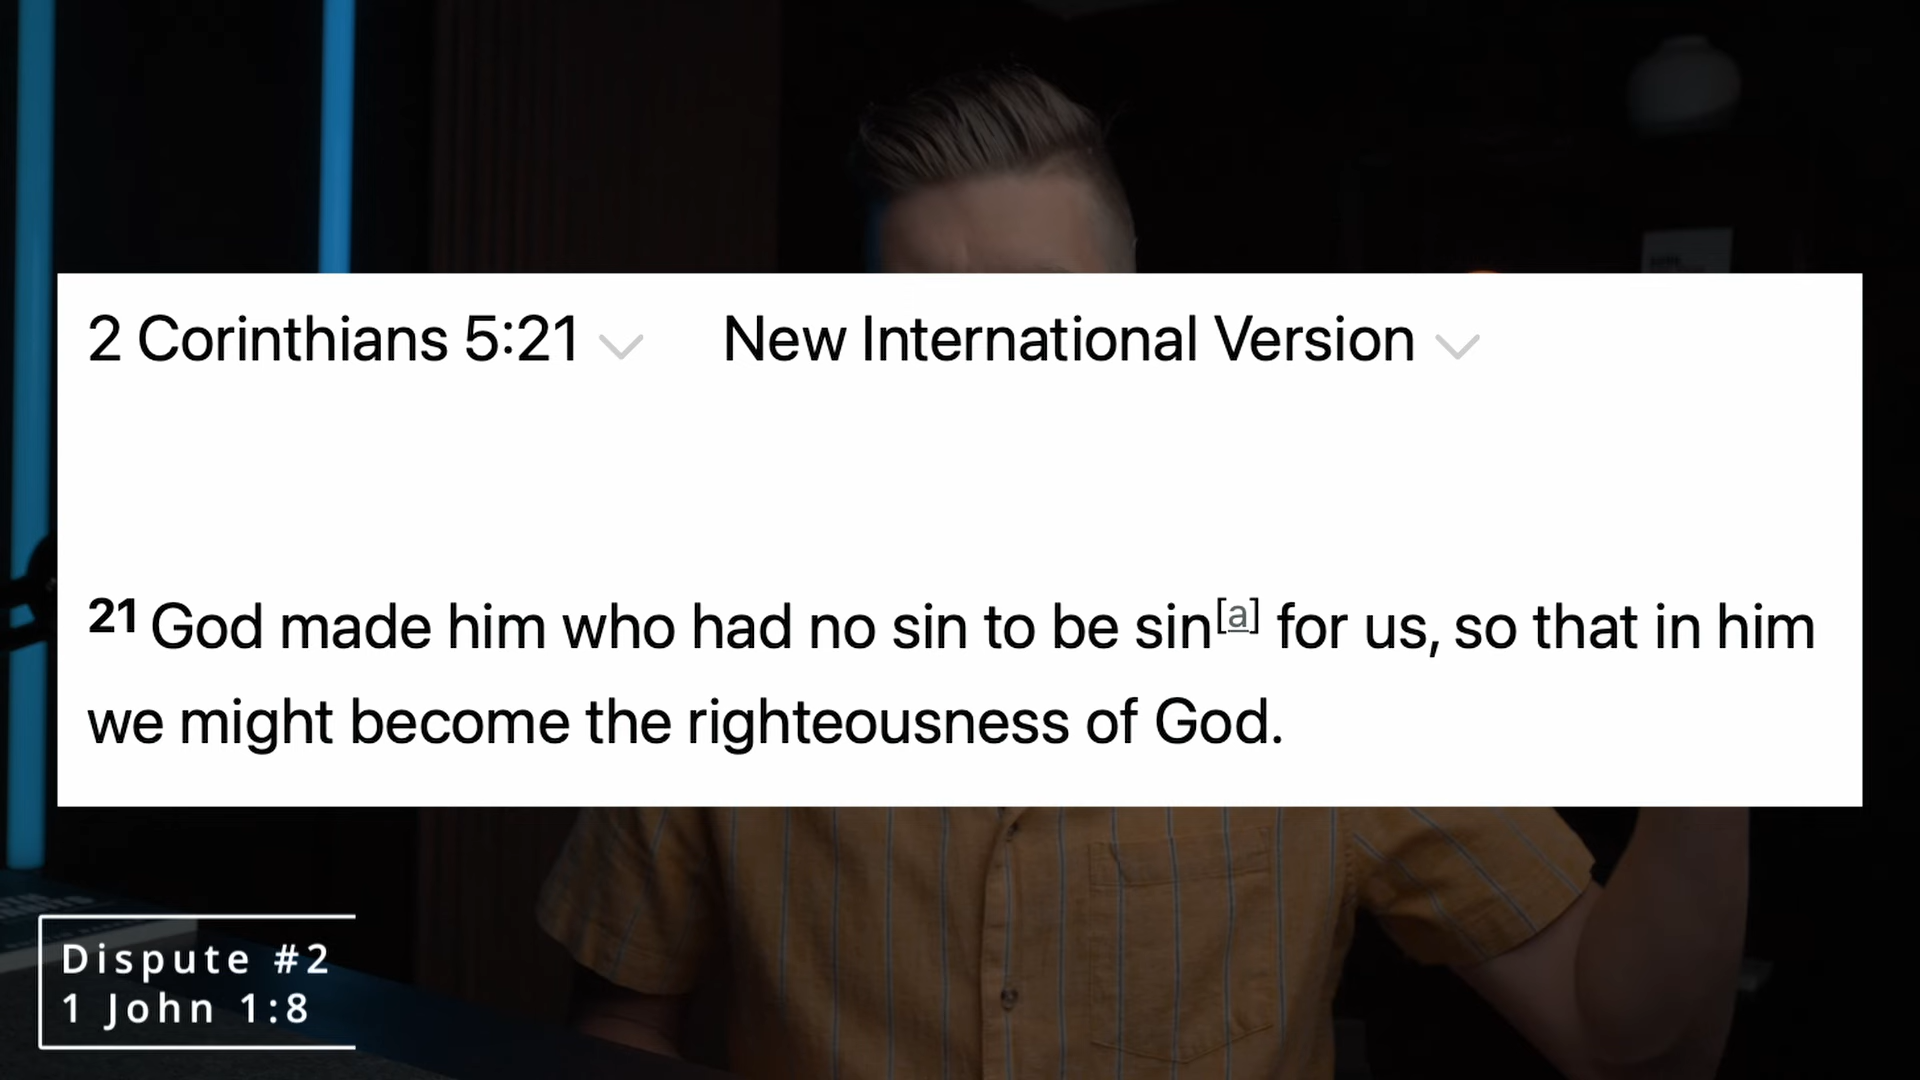 2 Corinthians 5:21 New International Version
21 God made him who had no sin to be sin[a] for us, so that in him
we might become the righteousness of God.
Dispute #2
1 John 1:8